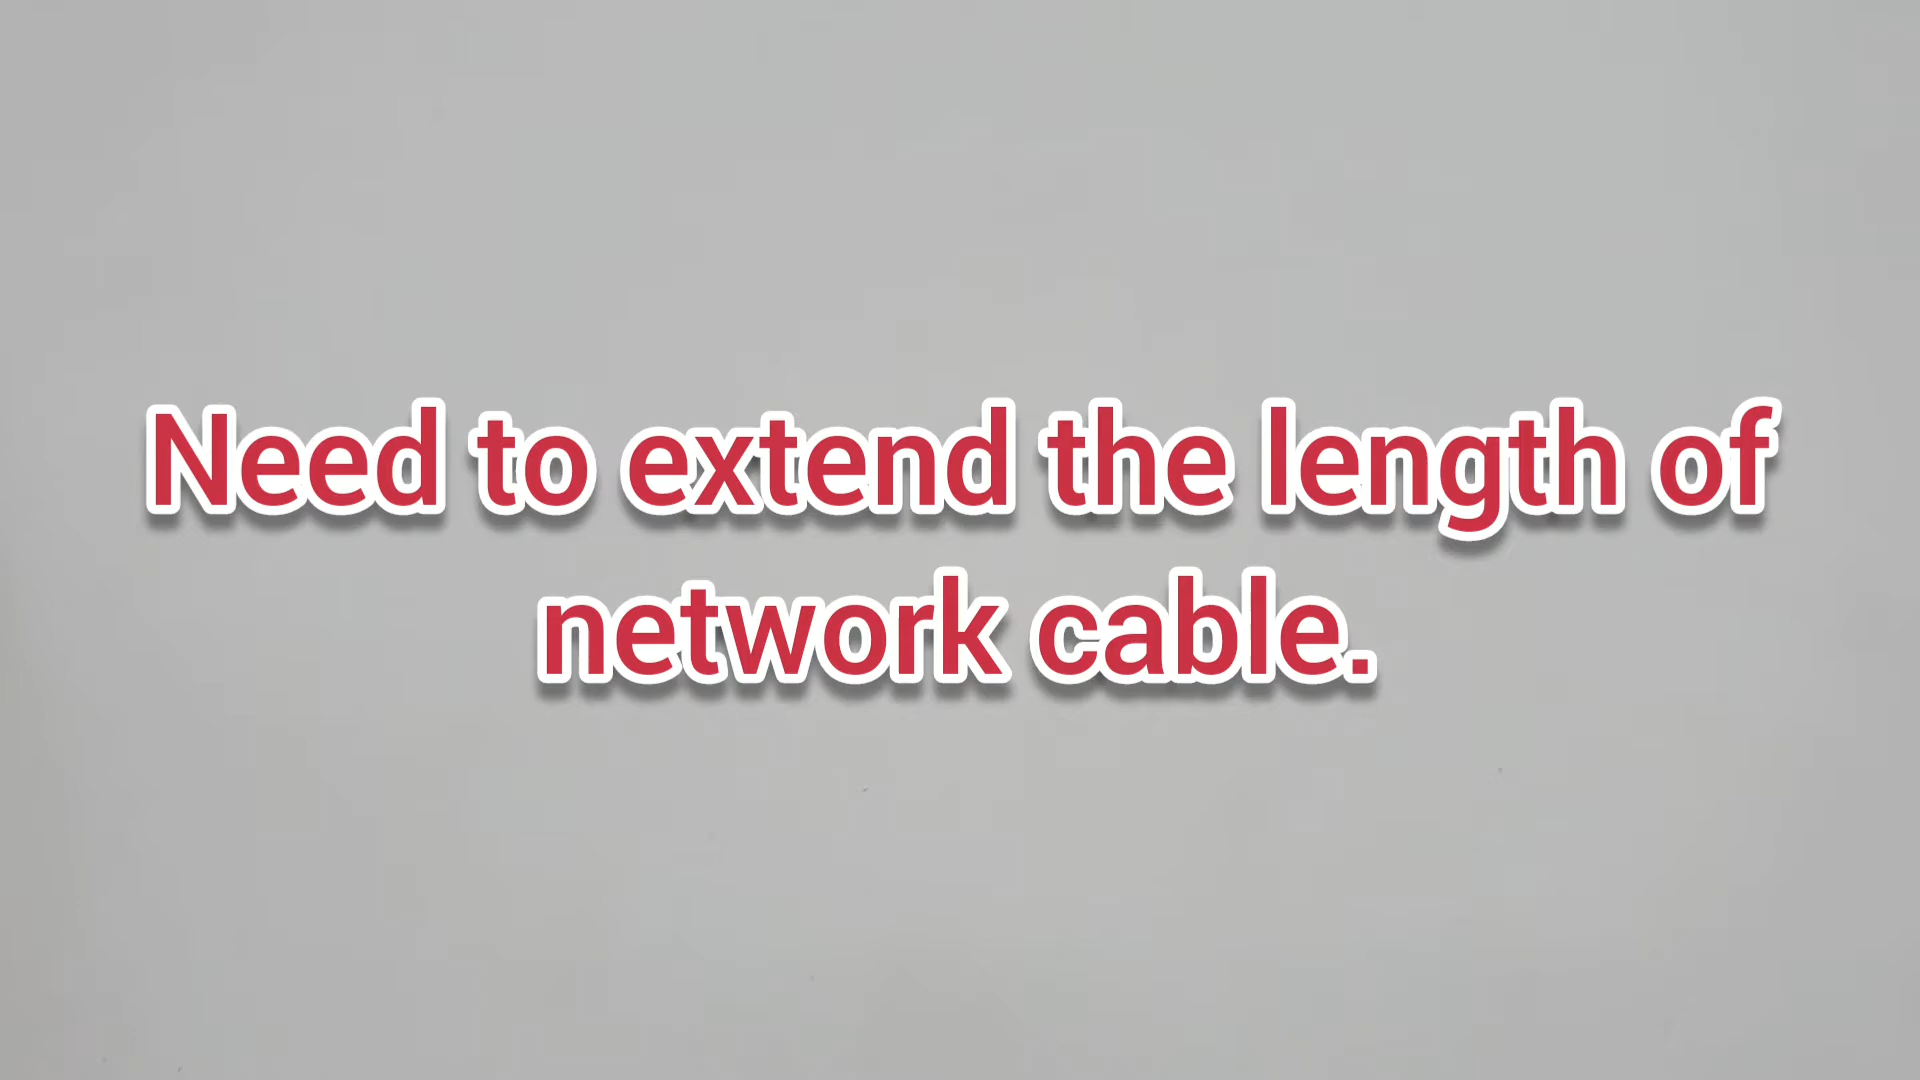 Need to extend the length of
network cable.